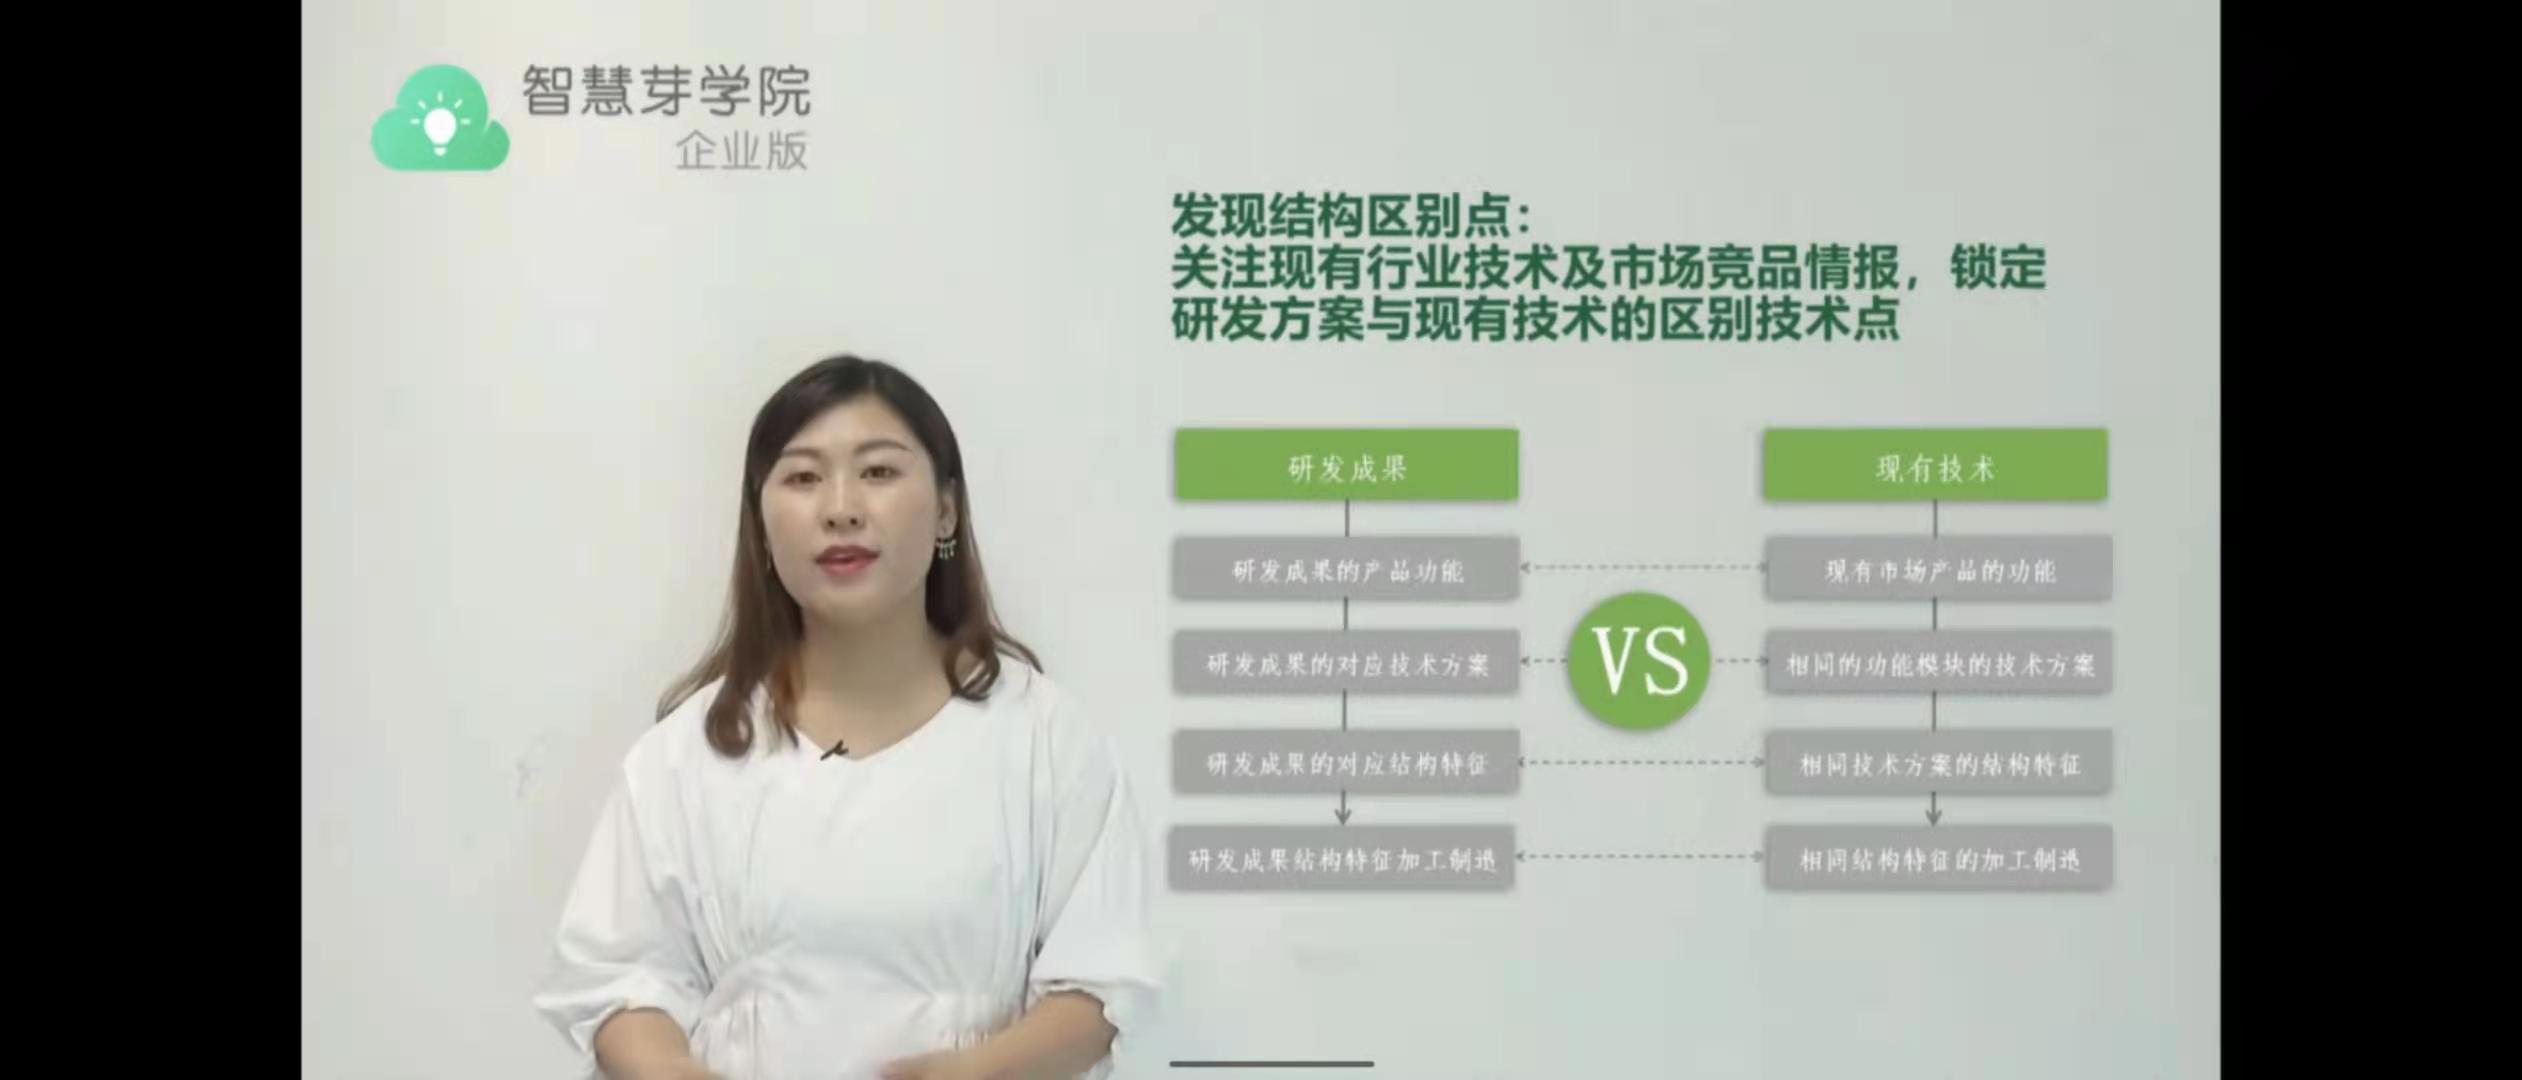 智慧芽学院
企业版
发现结构区别点：
关注现有行业技术及市场竞品情报，锁定
研发方案与现有技术的区别技术点
研发成果
现有技术
研发成果的产品功能
现有市场产品的功能
VS
研发成果的对应技术方案
相同的功能模块的技术方案
研发成果的对应结构特征
相同技术方案的结构特征
研发成果结构特征加工制造
相同结构特征的加工制造